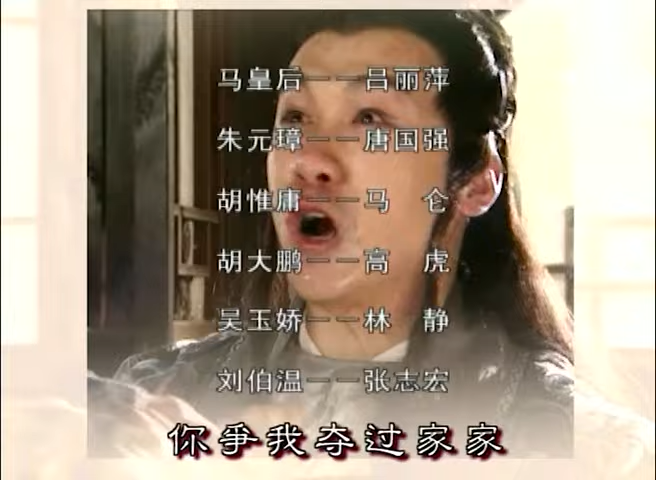 马皇后——吕丽萍
朱元璋——唐国强
胡惟庸——马 仑
胡大鹏——高 虎
吴玉娇——林 静
刘伯温——张志宏
你争我夺过家家